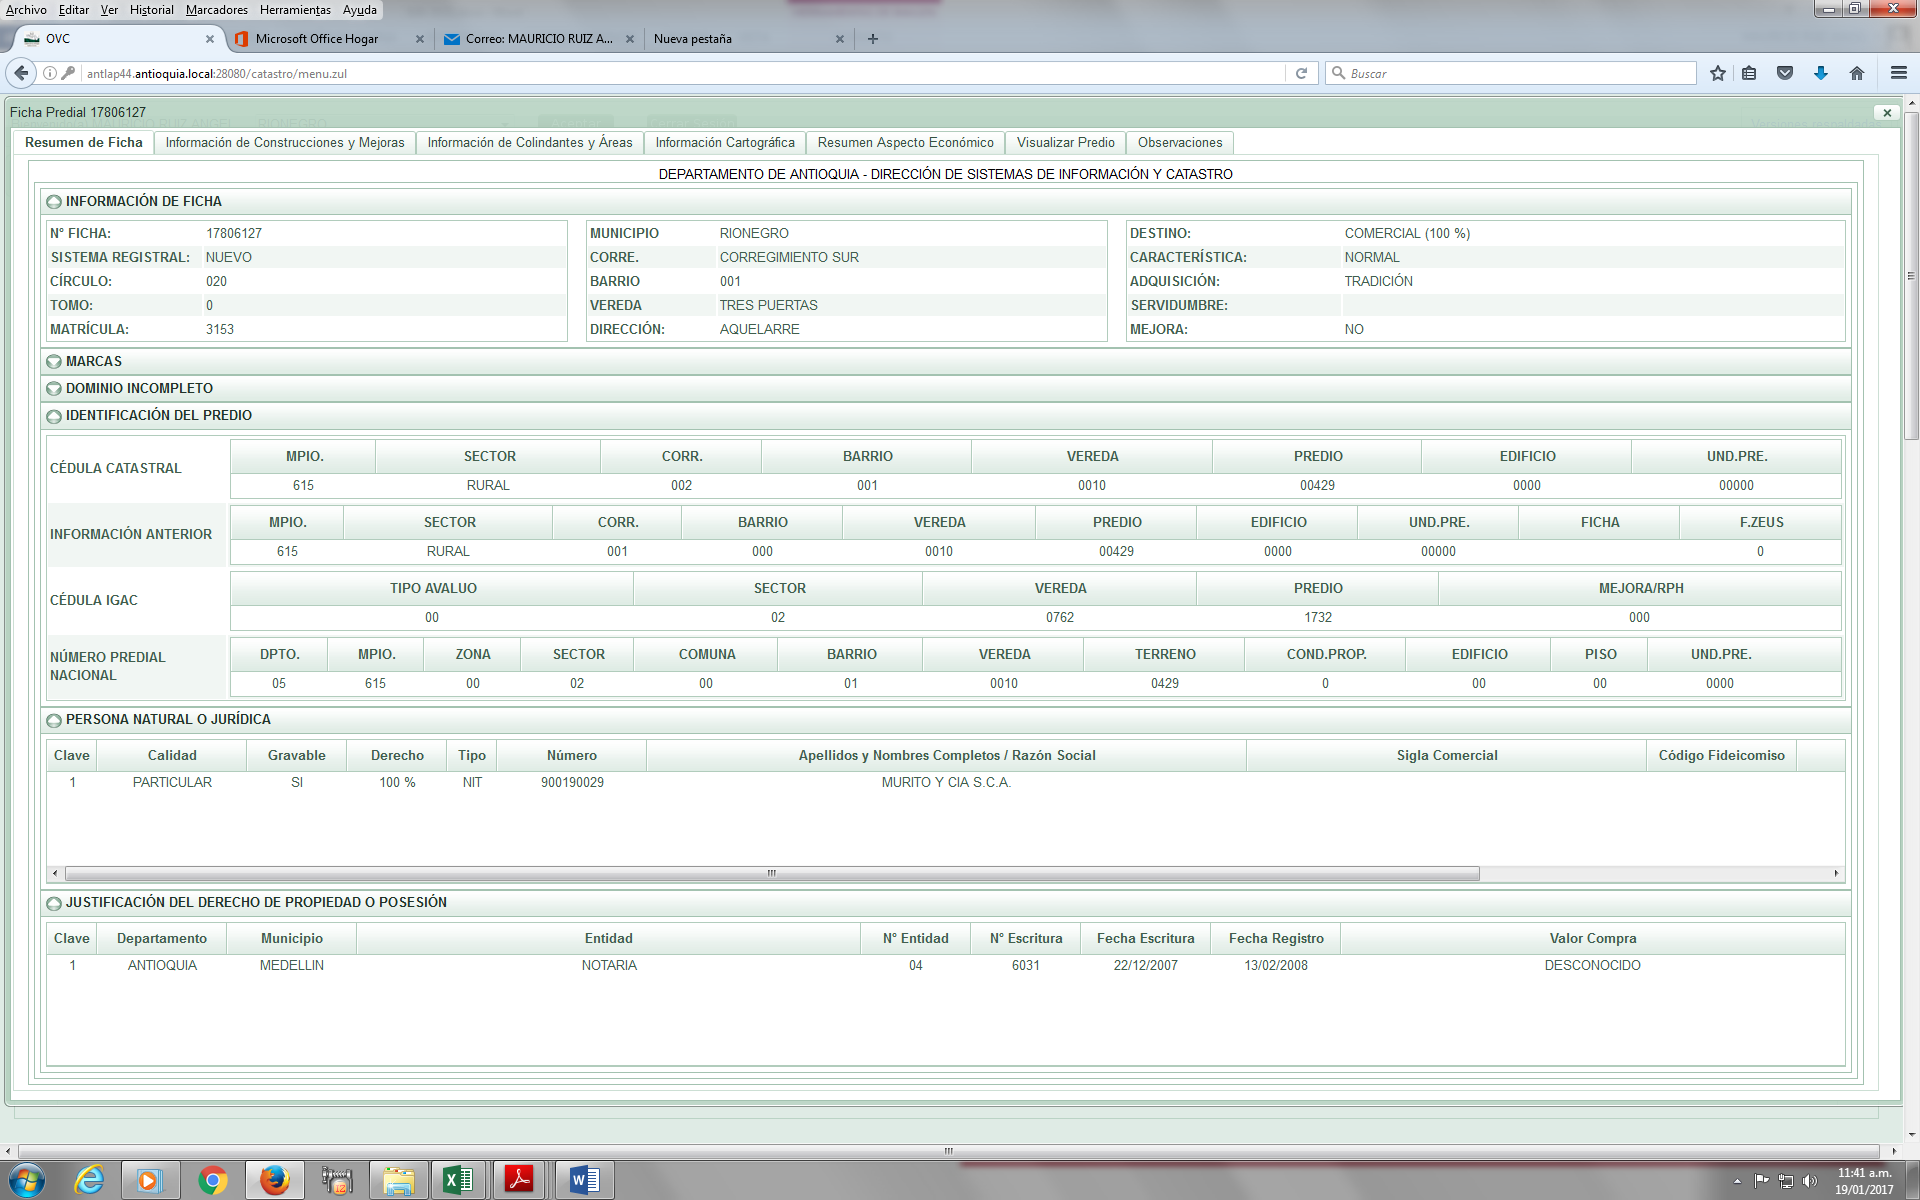 Archivo Editar Ver Historial Marcadores Herramientas Ayuda
OVC Microsoft Office Hogar Correo: MAURICIO RUIZ A... Nueva pestaña
antlap44.antioquia.local:28080/catastro/menu.zul Buscar
Ficha Predial 17806127
Resumen de Ficha Información de Construcciones y Mejoras Información de Colindantes y Áreas Información Cartográfica Resumen Aspecto Económico Visualizar Predio Observaciones
DEPARTAMENTO DE ANTIOQUIA - DIRECCIÓN DE SISTEMAS DE INFORMACIÓN Y CATASTRO
INFORMACIÓN DE FICHA
N° FICHA: 17806127 MUNICIPIO RIONEGRO DESTINO: COMERCIAL (100 %)
SISTEMA REGISTRAL: NUEVO CORRE. CORREGIMIENTO SUR CARACTERÍSTICA: NORMAL
CÍRCULO: 020 BARRIO 001 ADQUISICIÓN: TRADICIÓN
TOMO: 0 VEREDA TRES PUERTAS SERVIDUMBRE:
MATRÍCULA: 3153 DIRECCIÓN: AQUELARRE MEJORA: NO
MARCAS
DOMINIO INCOMPLETO
IDENTIFICACIÓN DEL PREDIO
CÉDULA CATASTRAL
MPIO. SECTOR CORR. BARRIO VEREDA PREDIO EDIFICIO UND.PRE.
615 RURAL 002 001 0010 00429 0000 00000
INFORMACIÓN ANTERIOR
MPIO. SECTOR CORR. BARRIO VEREDA PREDIO EDIFICIO UND.PRE. FICHA F.ZEUS
615 RURAL 001 000 0010 00429 0000 00000 0
CÉDULA IGAC
TIPO AVALUO SECTOR VEREDA PREDIO MEJORA/RPH
00 02 0762 1732 000
NÚMERO PREDIAL NACIONAL
DPTO. MPIO. ZONA SECTOR COMUNA BARRIO VEREDA TERRENO COND.PROP. EDIFICIO PISO UND.PRE.
05 615 00 02 00 01 0010 0429 0 00 00 0000
PERSONA NATURAL O JURÍDICA
Clave Calidad Gravable Derecho Tipo Número Apellidos y Nombres Completos / Razón Social Sigla Comercial Código Fideicomiso
1 PARTICULAR SI 100 % NIT 900190029 MURITO Y CIA S.C.A.
JUSTIFICACIÓN DEL DERECHO DE PROPIEDAD O POSESIÓN
Clave Departamento Municipio Entidad N° Entidad N° Escritura Fecha Escritura Fecha Registro Valor Compra
1 ANTIOQUIA MEDELLIN NOTARIA 04 6031 22/12/2007 13/02/2008 DESCONOCIDO
11:41 a.m.
19/01/2017